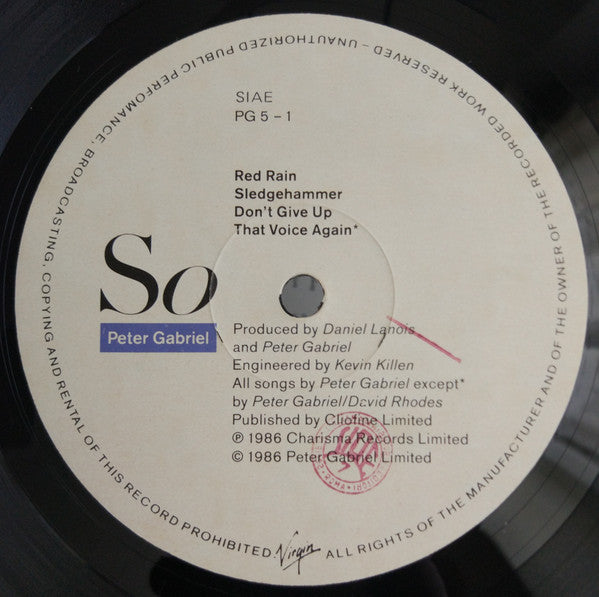 SIAE
PG 5 – 1
Red Rain
Sledgehammer
Don't Give Up
That Voice Again*
So
Peter Gabriel
Produced by Daniel Lanois
and Peter Gabriel
Engineered by Kevin Killen
All songs by Peter Gabriel except*
by Peter Gabriel/David Rhodes
Published by Cliofine Limited
℗ 1986 Charisma Records Limited
© 1986 Peter Gabriel Limited
Virgin
ALL RIGHTS OF THE MANUFACTURER AND OF THE OWNER OF THE RECORDED WORK RESERVED – UNAUTHORIZED PUBLIC PERFOMANCE, BROADCASTING, COPYING AND RENTAL OF THIS RECORD PROHIBITED.